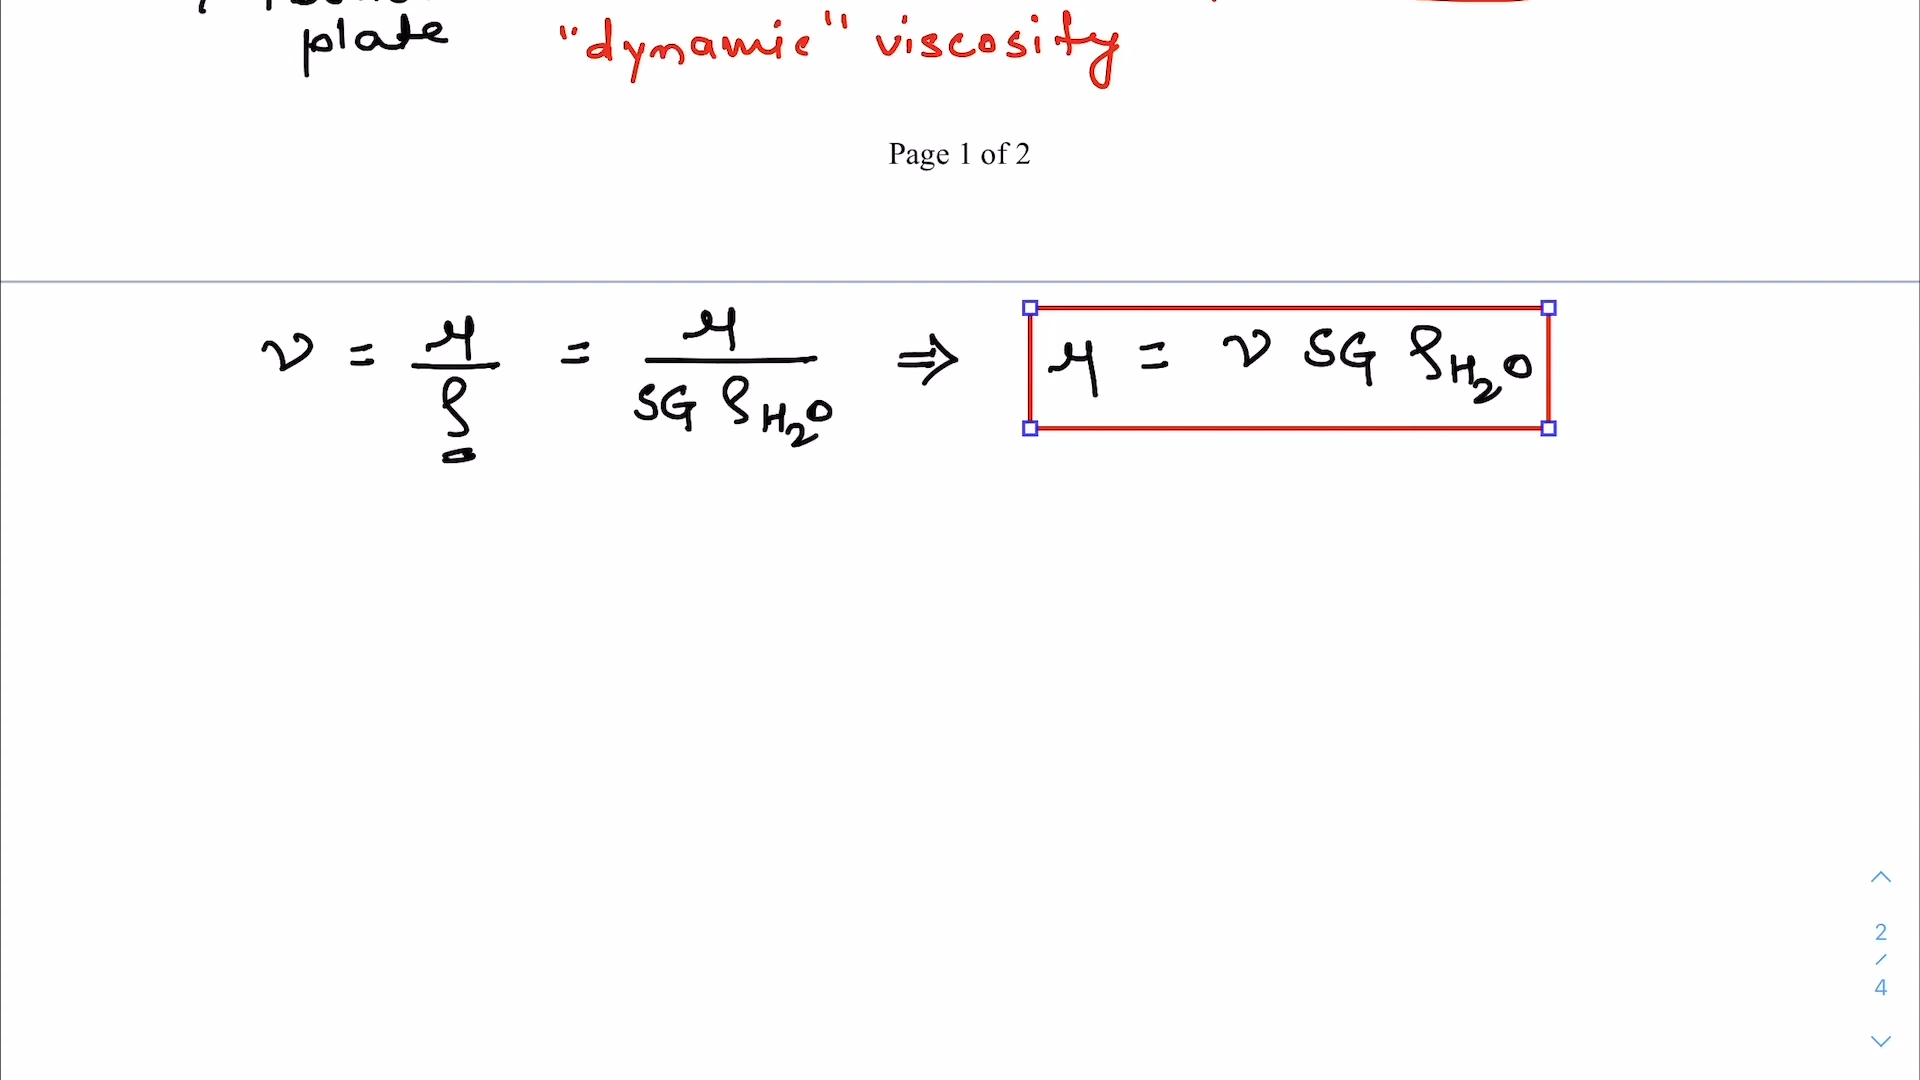 plate "dynamic" viscosity
Page 1 of 2
ν = μ / ρ = μ / SG ρH₂O ⇒ μ = ν SG ρH₂O
2
/
4